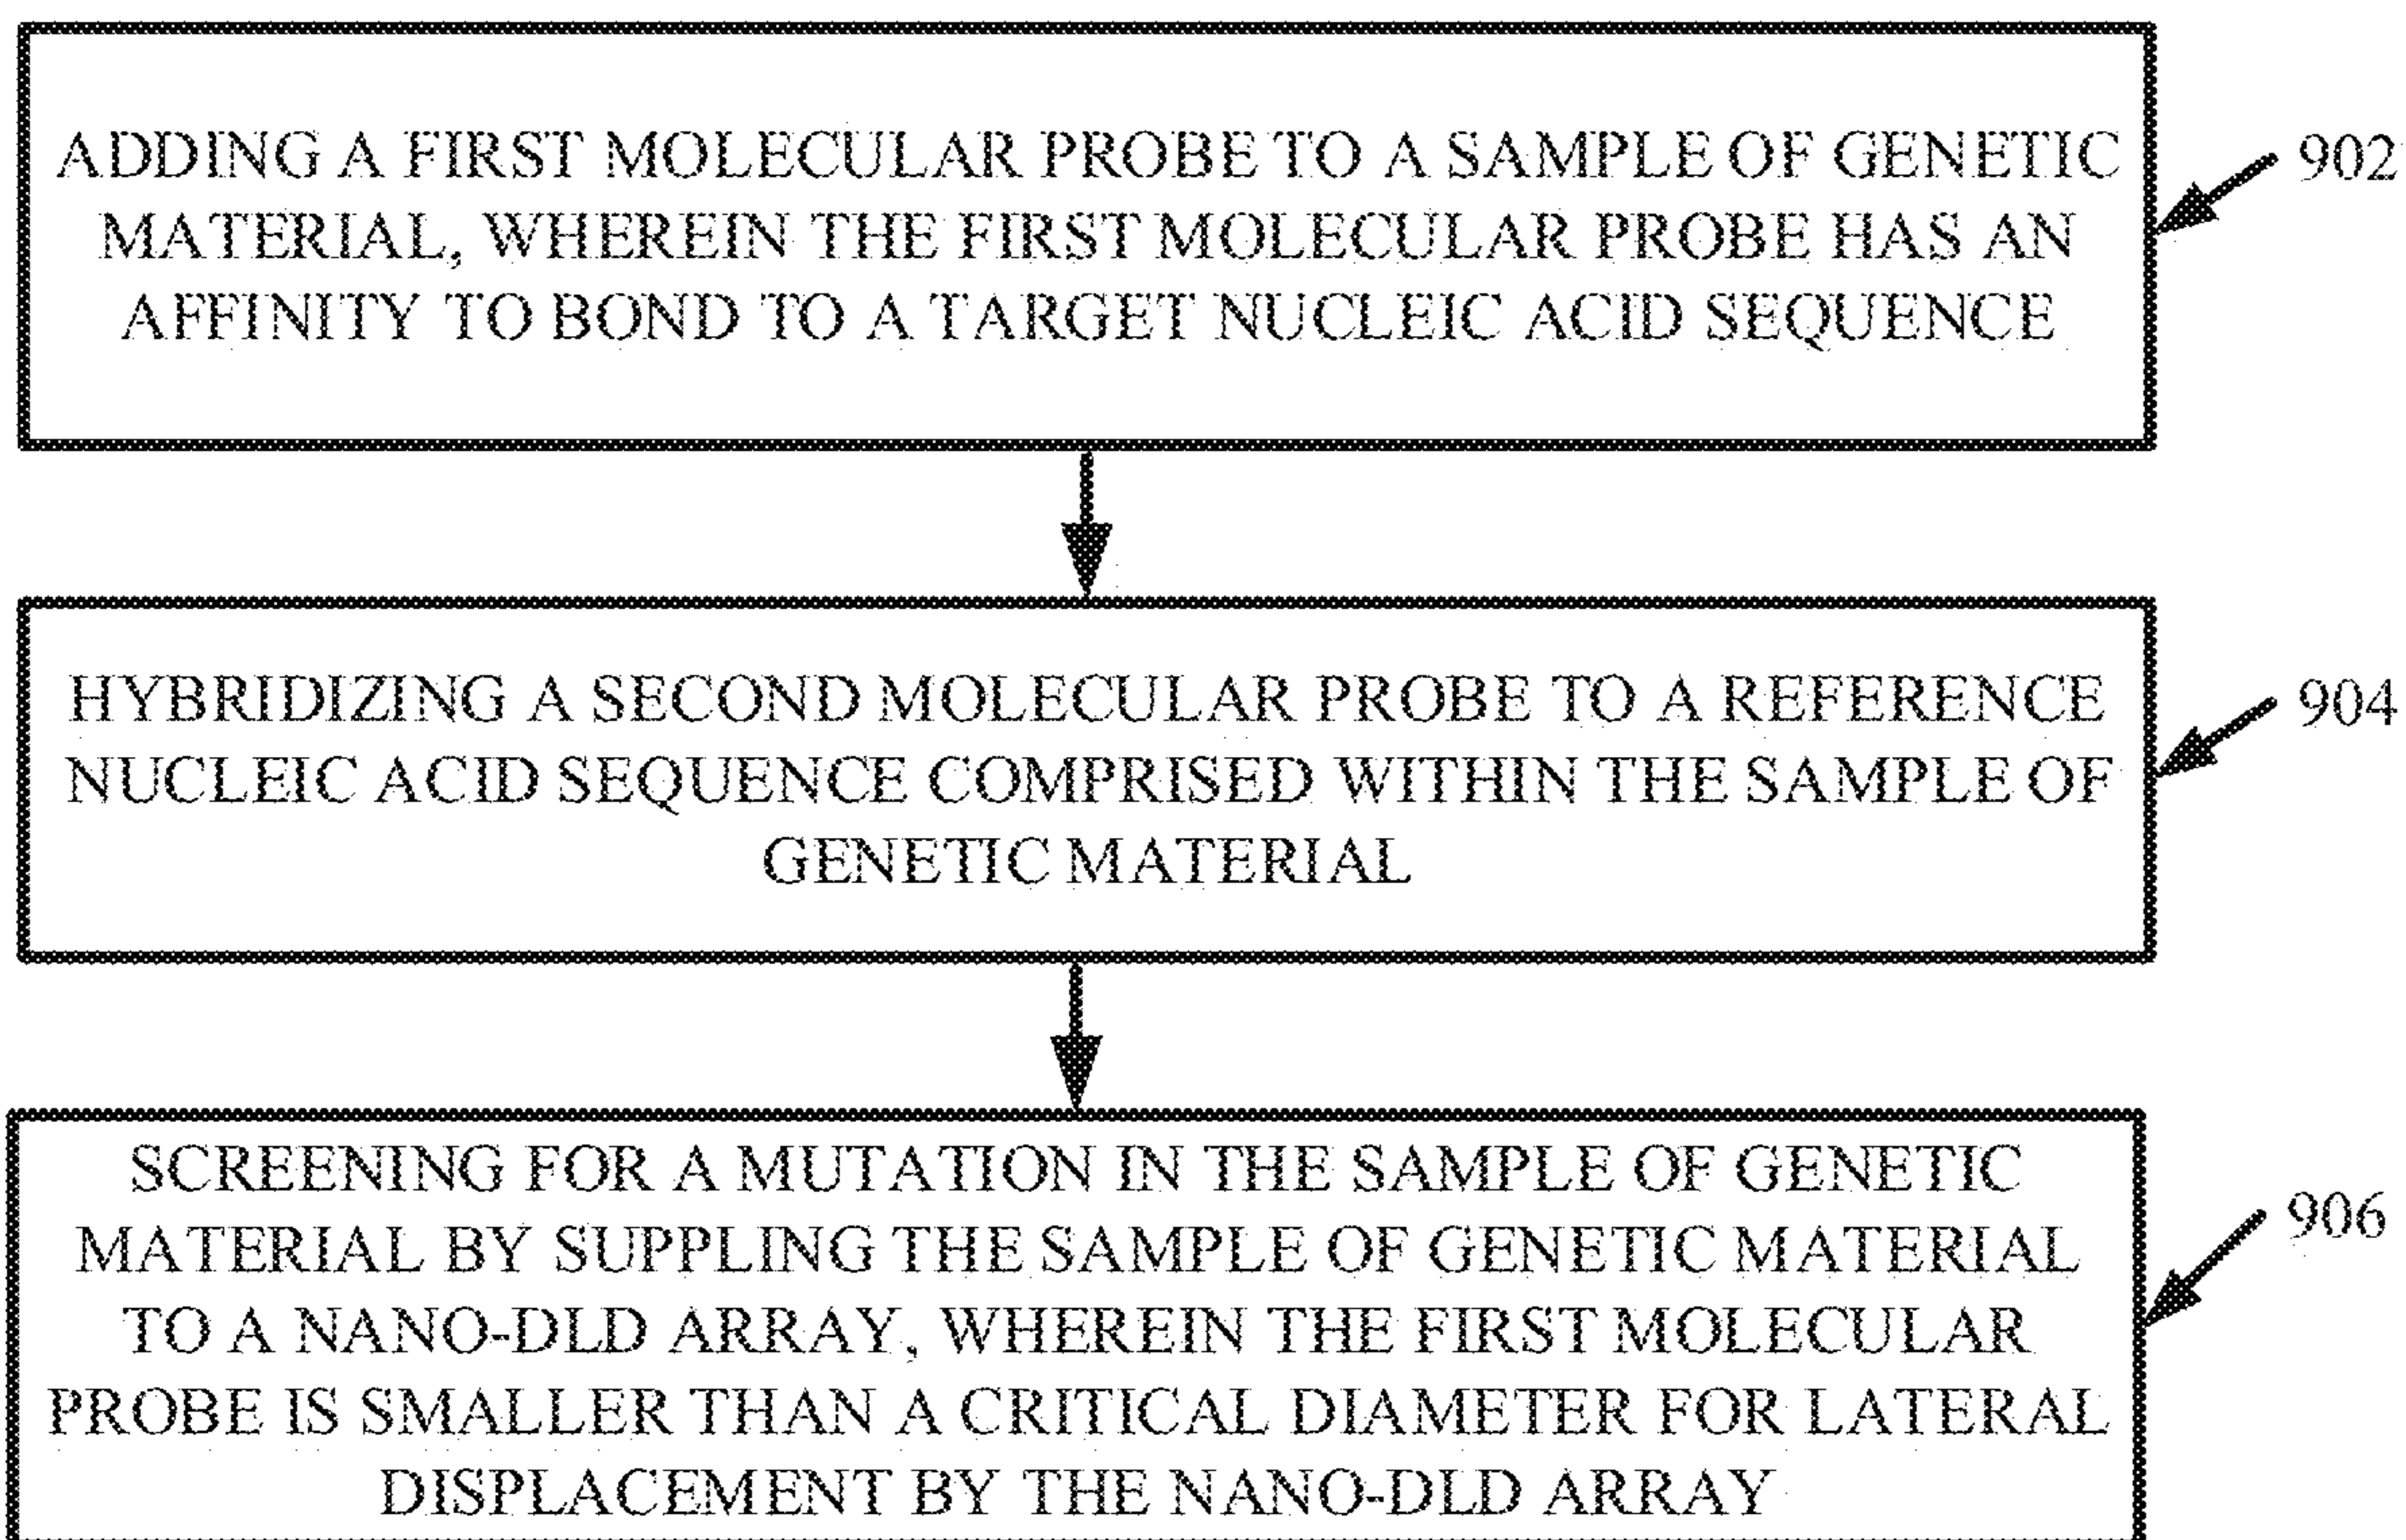 ADDING A FIRST MOLECULAR PROBE TO A SAMPLE OF GENETIC
MATERIAL, WHEREIN THE FIRST MOLECULAR PROBE HAS AN
AFFINITY TO BOND TO A TARGET NUCLEIC ACID SEQUENCE
902
HYBRIDIZING A SECOND MOLECULAR PROBE TO A REFERENCE
NUCLEIC ACID SEQUENCE COMPRISED WITHIN THE SAMPLE OF
GENETIC MATERIAL
904
SCREENING FOR A MUTATION IN THE SAMPLE OF GENETIC
MATERIAL BY SUPPLING THE SAMPLE OF GENETIC MATERIAL
TO A NANO-DLD ARRAY, WHEREIN THE FIRST MOLECULAR
PROBE IS SMALLER THAN A CRITICAL DIAMETER FOR LATERAL
DISPLACEMENT BY THE NANO-DLD ARRAY
906